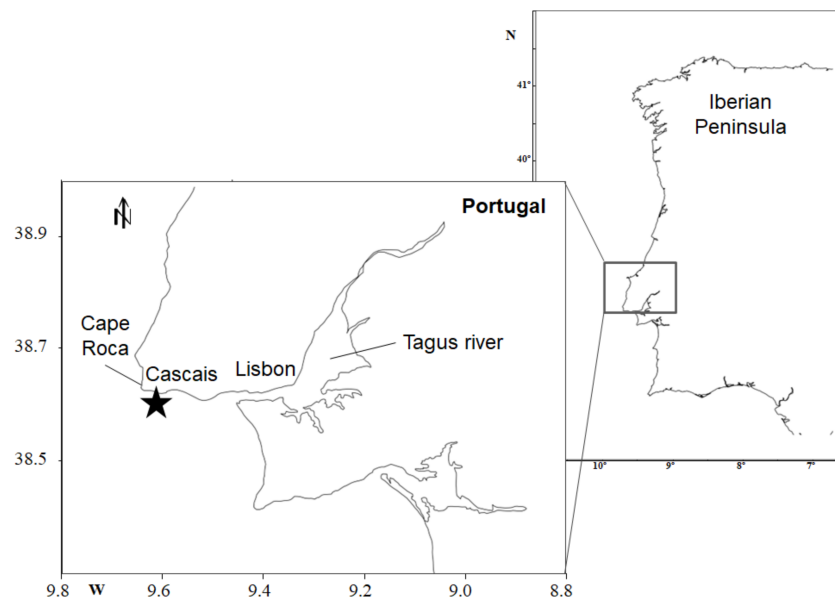 N
41°
Iberian
Peninsula
40°
Portugal
N
38.9
Cape
Roca
38.7
Tagus river
Lisbon
Cascais
38.5
10° 9° 8° 7°
9.8 W 9.6 9.4 9.2 9.0 8.8